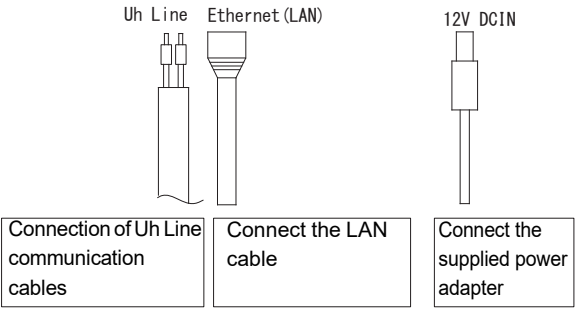 Uh Line
Ethernet(LAN)
12V DCIN
Connection of Uh Line
communication
cables
Connect the LAN
cable
Connect the
supplied power
adapter